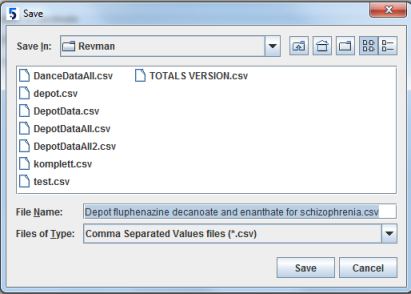 5 Save
Save In: Revman
DanceDataAll.csv TOTALS VERSION.csv
depot.csv
DepotData.csv
DepotDataAll.csv
DepotDataAll2.csv
komplett.csv
test.csv
File Name: Depot fluphenazine decanoate and enanthate for schizophrenia.csv
Files of Type: Comma Separated Values files (*.csv)
Save Cancel